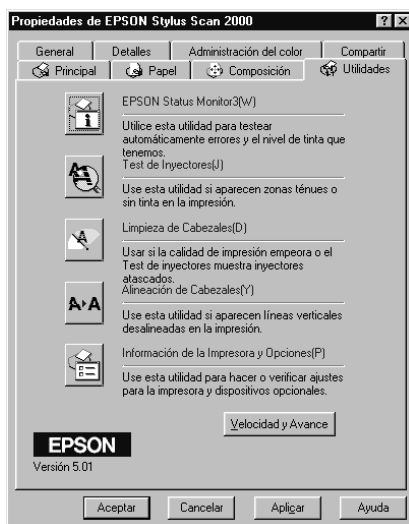 Propiedades de EPSON Stylus Scan 2000
General Detalles Administración del color Compartir
Principal Papel Composición Utilidades
EPSON Status Monitor3(W)
Utilice esta utilidad para testear
automáticamente errores y el nivel de tinta que
tenemos.
Test de Inyectores(J)
Use esta utilidad si aparecen zonas ténues o
sin tinta en la impresión.
Limpieza de Cabezales(D)
Usar si la calidad de impresión empeora o el
Test de inyectores muestra inyectores
atascados.
Alineación de Cabezales(Y)
Use esta utilidad si aparecen líneas verticales
desalineadas en la impresión.
Información de la Impresora y Opciones(P)
Use esta utilidad para hacer o verificar ajustes
para la impresora y dispositivos opcionales.
Velocidad y Avance
EPSON
Versión 5.01
Aceptar Cancelar Aplicar Ayuda